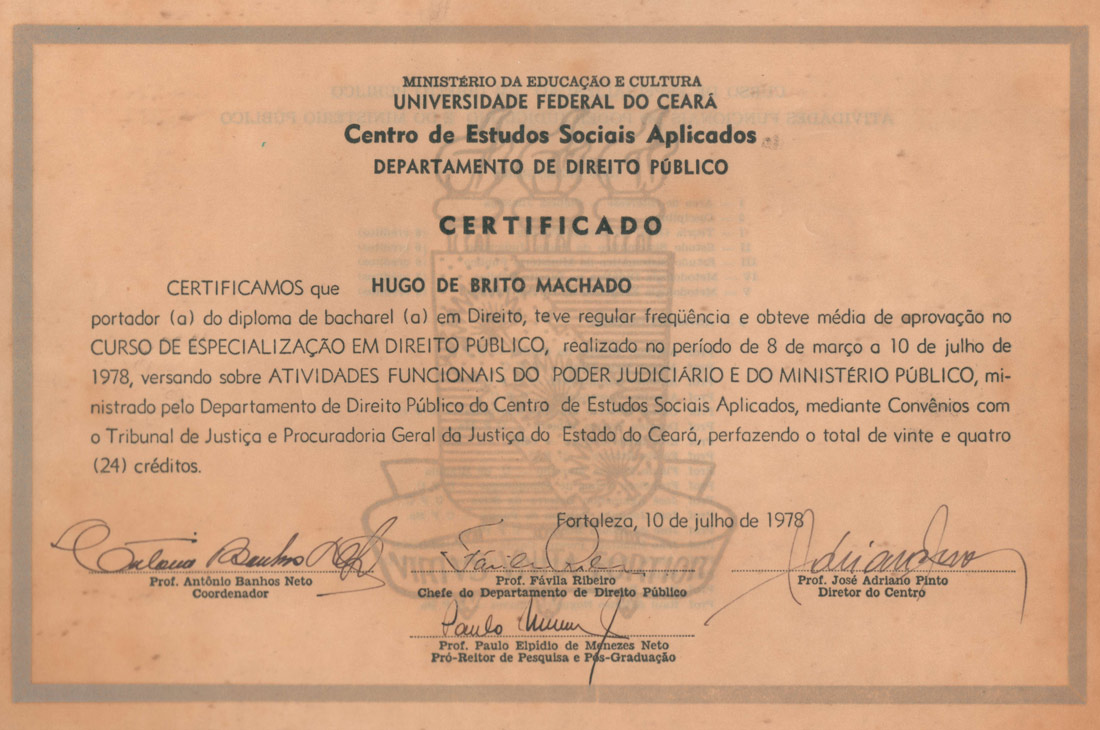 MINISTÉRIO DA EDUCAÇÃO E CULTURA
UNIVERSIDADE FEDERAL DO CEARÁ
Centro de Estudos Sociais Aplicados
DEPARTAMENTO DE DIREITO PÚBLICO
CERTIFICADO
CERTIFICAMOS que HUGO DE BRITO MACHADO
portador (a) do diploma de bacharel (a) em Direito, teve regular freqüência e obteve média de aprovação no
CURSO DE ESPECIALIZAÇÃO EM DIREITO PÚBLICO, realizado no período de 8 de março a 10 de julho de
1978, versando sobre ATIVIDADES FUNCIONAIS DO PODER JUDICIÁRIO E DO MINISTÉRIO PÚBLICO, mi-
nistrado pelo Departamento de Direito Público do Centro de Estudos Sociais Aplicados, mediante Convênios com
o Tribunal de Justiça e Procuradoria Geral da Justiça do Estado do Ceará, perfazendo o total de vinte e quatro
(24) créditos.
Fortaleza, 10 de julho de 1978
Prof. Antônio Banhos Neto
Coordenador
Prof. Fávila Ribeiro
Chefe do Departamento de Direito Público
Prof. José Adriano Pinto
Diretor do Centro
Prof. Paulo Elpídio de Menezes Neto
Pró-Reitor de Pesquisa e Pós-Graduação